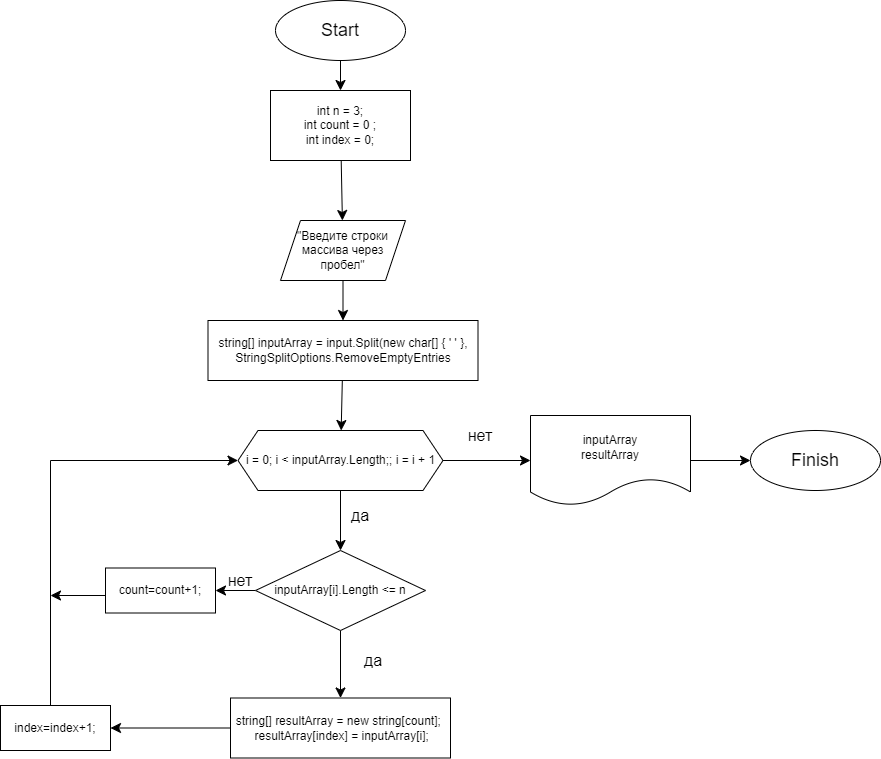 Start
int n = 3;
int count = 0 ;
int index = 0;
"Введите строки
массива через
пробел"
string[] inputArray = input.Split(new char[] { ' ' },
StringSplitOptions.RemoveEmptyEntries
i = 0; i < inputArray.Length;; i = i + 1
нет
inputArray
resultArray
Finish
да
inputArray[i].Length <= n
нет
count=count+1;
да
string[] resultArray = new string[count];
resultArray[index] = inputArray[i];
index=index+1;